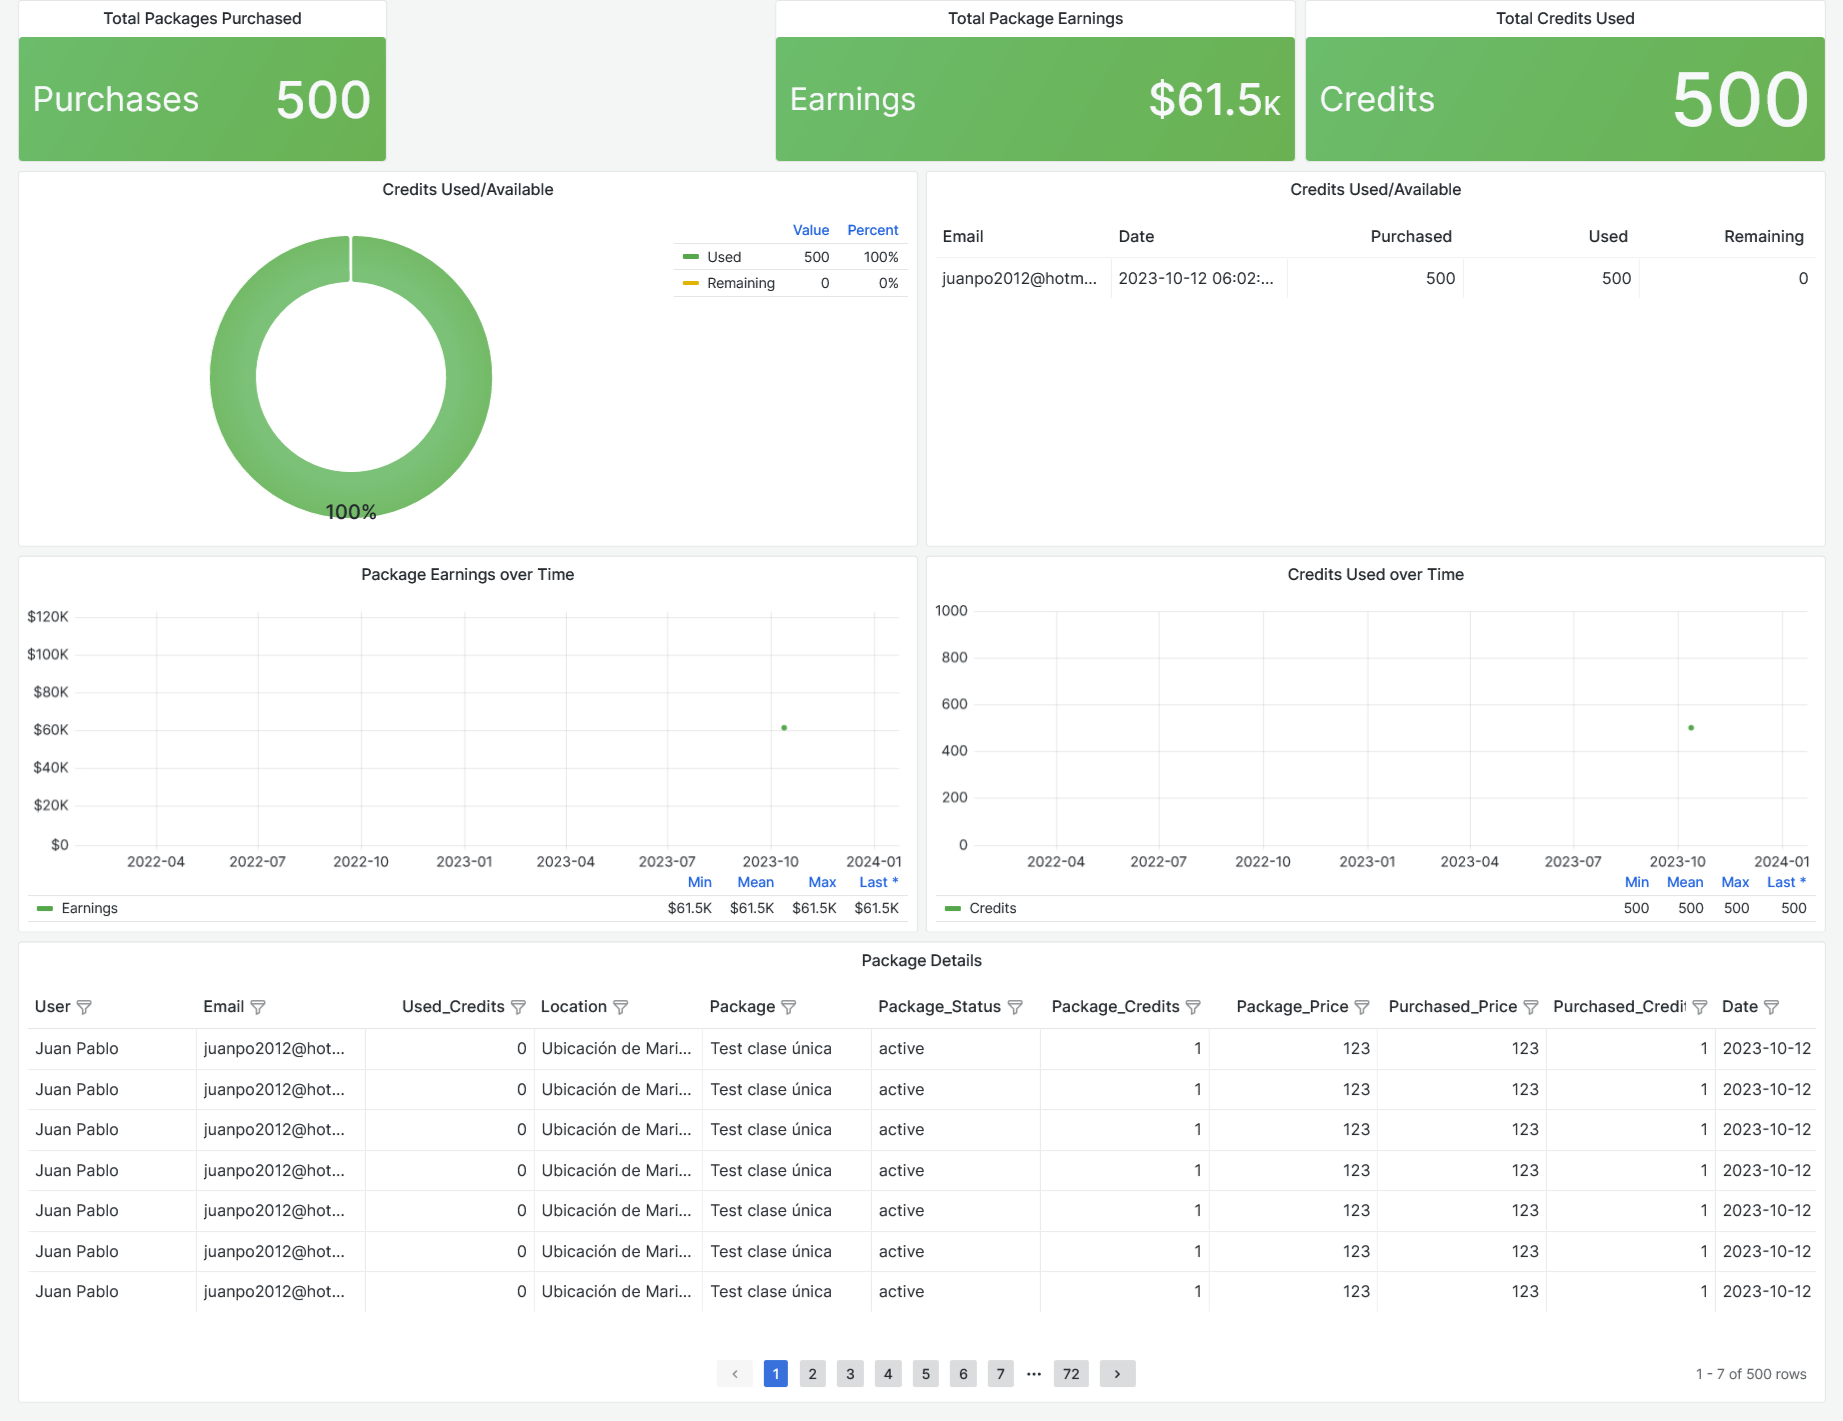 Total Packages Purchased
Purchases 500
Total Package Earnings
Earnings $61.5K
Total Credits Used
Credits 500
Credits Used/Available
Value Percent
Used 500 100%
Remaining 0 0%
100%
Credits Used/Available
Email Date Purchased Used Remaining
juanpo2012@hotm... 2023-10-12 06:02:... 500 500 0
Package Earnings over Time
$120K
$100K
$80K
$60K
$40K
$20K
$0
2022-04 2022-07 2022-10 2023-01 2023-04 2023-07 2023-10 2024-01
Min Mean Max Last *
Earnings $61.5K $61.5K $61.5K $61.5K
Credits Used over Time
1000
800
600
400
200
0
2022-04 2022-07 2022-10 2023-01 2023-04 2023-07 2023-10 2024-01
Min Mean Max Last *
Credits 500 500 500 500
Package Details
User Email Used_Credits Location Package Package_Status Package_Credits Package_Price Purchased_Price Purchased_Credit Date
Juan Pablo juanpo2012@hot... 0 Ubicación de Mari... Test clase única active 1 123 123 1 2023-10-12
Juan Pablo juanpo2012@hot... 0 Ubicación de Mari... Test clase única active 1 123 123 1 2023-10-12
Juan Pablo juanpo2012@hot... 0 Ubicación de Mari... Test clase única active 1 123 123 1 2023-10-12
Juan Pablo juanpo2012@hot... 0 Ubicación de Mari... Test clase única active 1 123 123 1 2023-10-12
Juan Pablo juanpo2012@hot... 0 Ubicación de Mari... Test clase única active 1 123 123 1 2023-10-12
Juan Pablo juanpo2012@hot... 0 Ubicación de Mari... Test clase única active 1 123 123 1 2023-10-12
Juan Pablo juanpo2012@hot... 0 Ubicación de Mari... Test clase única active 1 123 123 1 2023-10-12
< 1 2 3 4 5 6 7 ... 72 >
1 - 7 of 500 rows